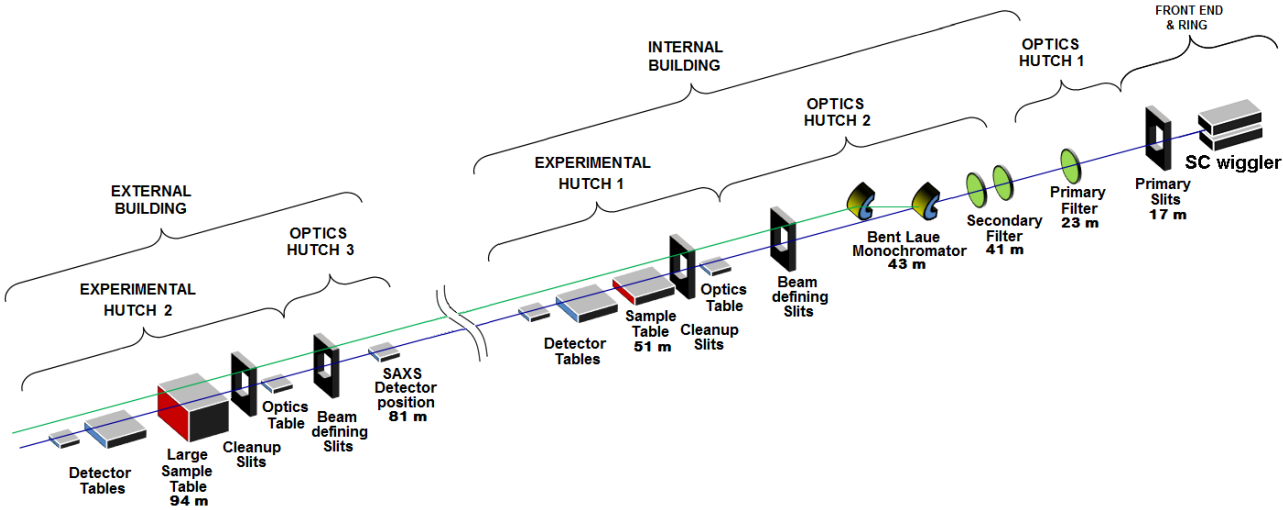 FRONT END
& RING
INTERNAL
BUILDING
OPTICS
HUTCH 1
OPTICS
HUTCH 2
EXPERIMENTAL
HUTCH 1
SC wiggler
EXTERNAL
BUILDING
OPTICS
HUTCH 3
EXPERIMENTAL
HUTCH 2
Primary
Slits
17 m
Primary
Filter
23 m
Secondary
Filter
41 m
Bent Laue
Monochromator
43 m
Beam
defining
Slits
Optics
Table
Cleanup
Slits
Sample
Table
51 m
Detector
Tables
SAXS
Detector
position
81 m
Beam
defining
Slits
Optics
Table
Cleanup
Slits
Large
Sample
Table
94 m
Detector
Tables